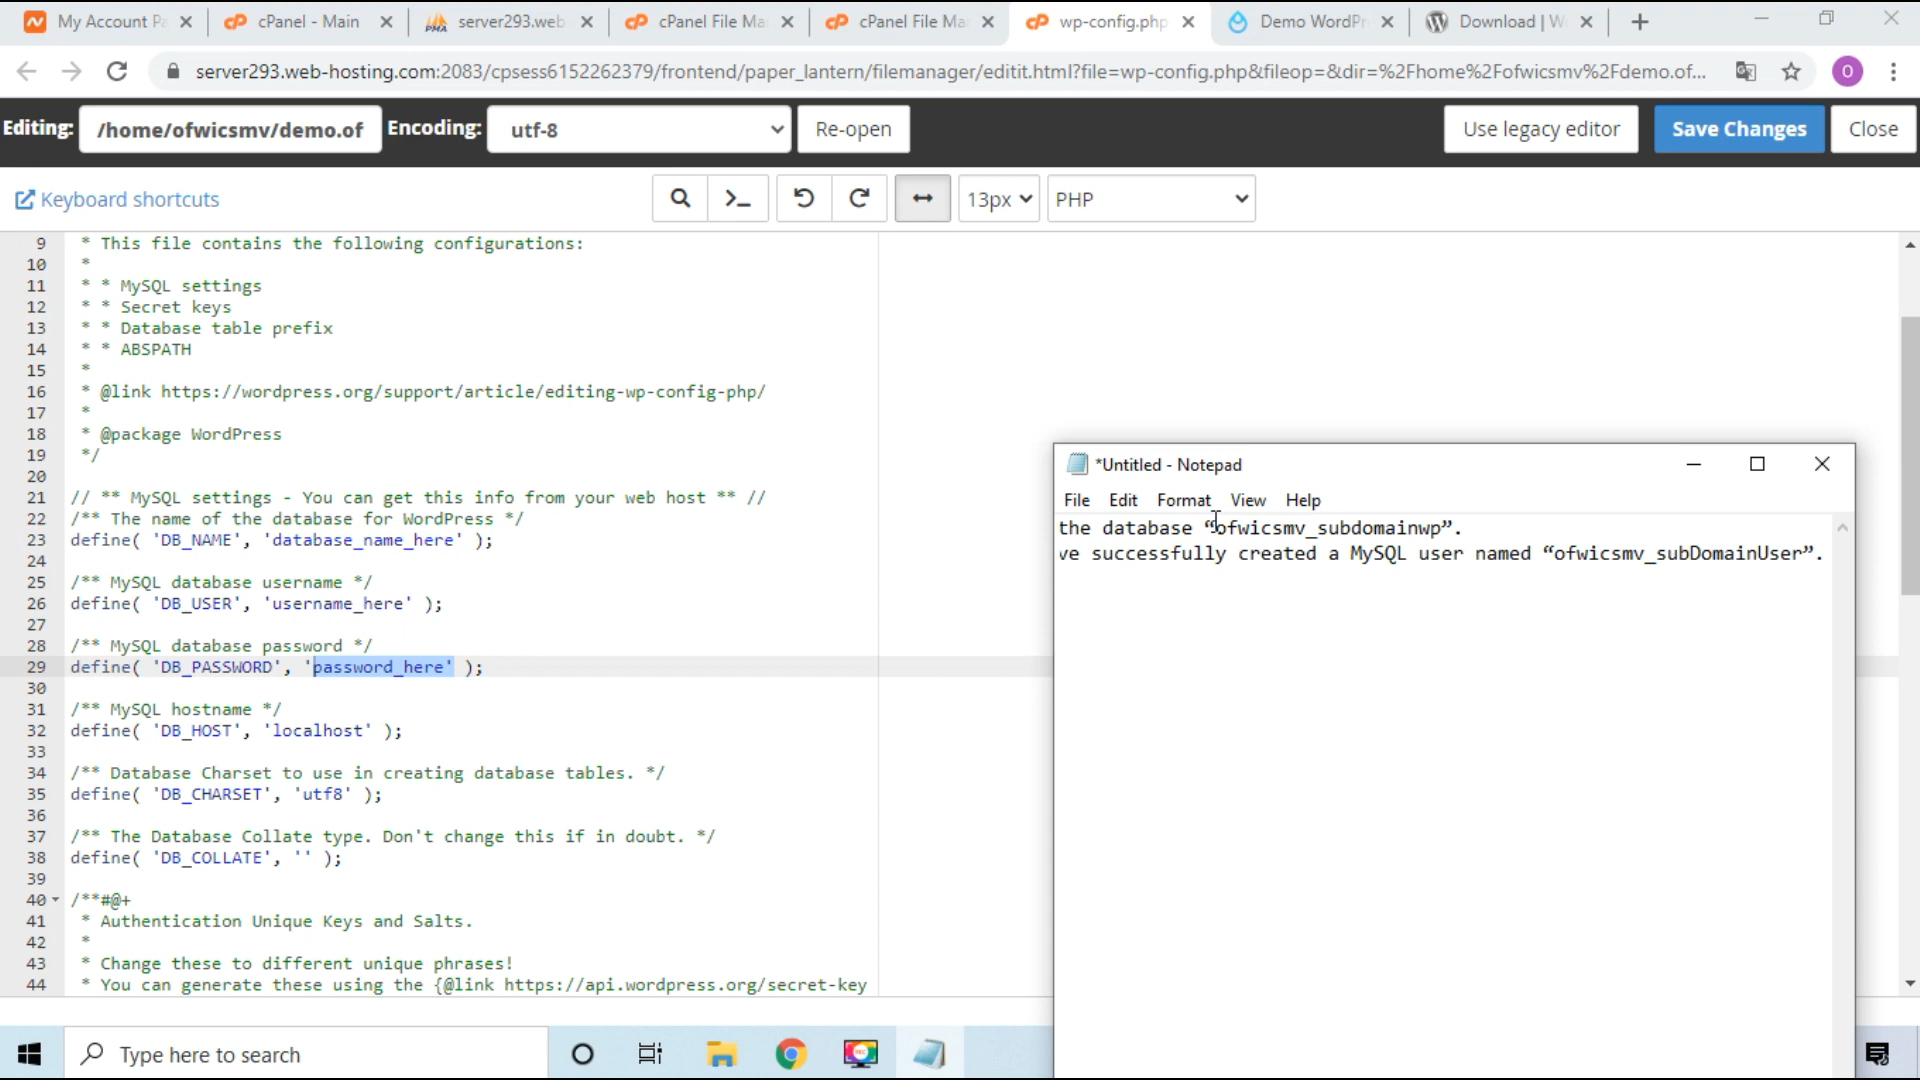 My Account Pa
cPanel - Main
server293.web
cPanel File Ma
cPanel File Ma
wp-config.php
Demo WordPr
Download | W
server293.web-hosting.com:2083/cpsess6152262379/frontend/paper_lantern/filemanager/editit.html?file=wp-config.php&fileop=&dir=%2Fhome%2Fofwicsmv%2Fdemo.of...
O
Editing: /home/ofwicsmv/demo.of Encoding: utf-8 Re-open Use legacy editor Save Changes Close
Keyboard shortcuts >_ 13px PHP
9 * This file contains the following configurations:
10 *
11 * * MySQL settings
12 * * Secret keys
13 * * Database table prefix
14 * * ABSPATH
15 *
16 * @link https://wordpress.org/support/article/editing-wp-config-php/
17 *
18 * @package WordPress
19 */
20
21 // ** MySQL settings - You can get this info from your web host ** //
22 /** The name of the database for WordPress */
23 define( 'DB_NAME', 'database_name_here' );
24
25 /** MySQL database username */
26 define( 'DB_USER', 'username_here' );
27
28 /** MySQL database password */
29 define( 'DB_PASSWORD', 'password_here' );
30
31 /** MySQL hostname */
32 define( 'DB_HOST', 'localhost' );
33
34 /** Database Charset to use in creating database tables. */
35 define( 'DB_CHARSET', 'utf8' );
36
37 /** The Database Collate type. Don't change this if in doubt. */
38 define( 'DB_COLLATE', '' );
39
40 /**#@+
41 * Authentication Unique Keys and Salts.
42 *
43 * Change these to different unique phrases!
44 * You can generate these using the {@link https://api.wordpress.org/secret-key
*Untitled - Notepad
File Edit Format View Help
the database “ofwicsmv_subdomainwp”.
ve successfully created a MySQL user named “ofwicsmv_subDomainUser”.
Type here to search